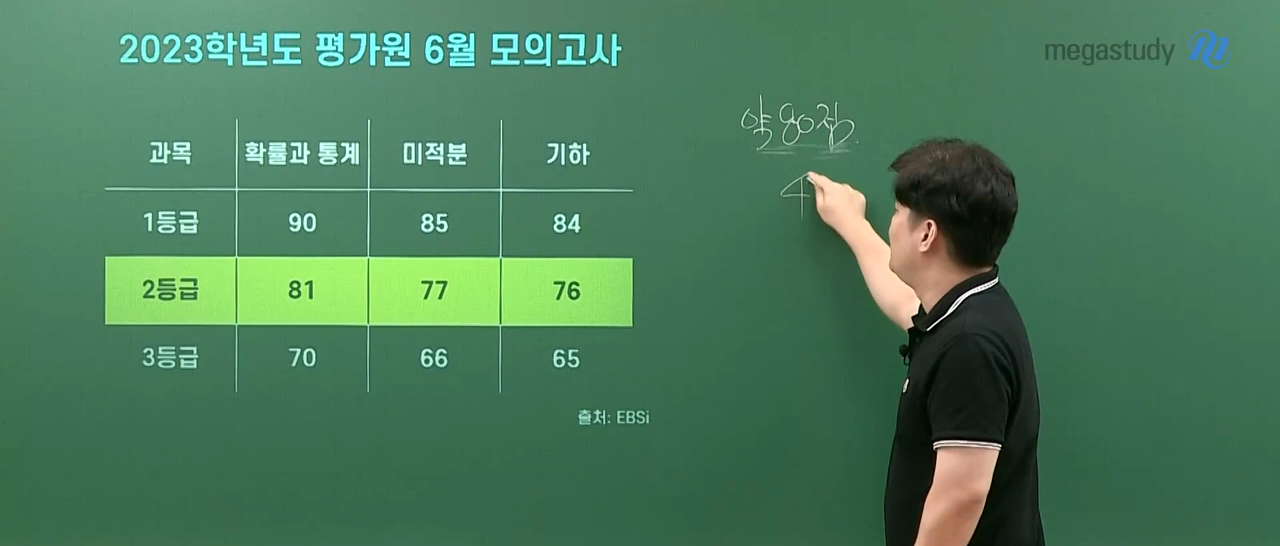 2023학년도 평가원 6월 모의고사
megastudy
과목 확률과 통계 미적분 기하
1등급 90 85 84
2등급 81 77 76
3등급 70 66 65
출처: EBSi
약 80점
4